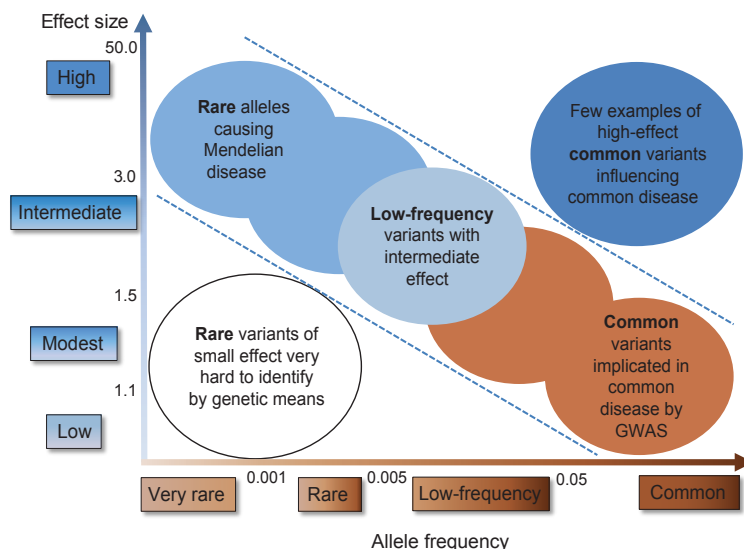 Effect size
50.0
High
3.0
Intermediate
1.5
Modest
1.1
Low
Rare alleles
causing
Mendelian
disease
Few examples of
high-effect
common variants
influencing
common disease
Low-frequency
variants with
intermediate
effect
Rare variants of
small effect very
hard to identify
by genetic means
Common
variants
implicated in
common
disease by
GWAS
Very rare
0.001
Rare
0.005
Low-frequency
0.05
Common
Allele frequency